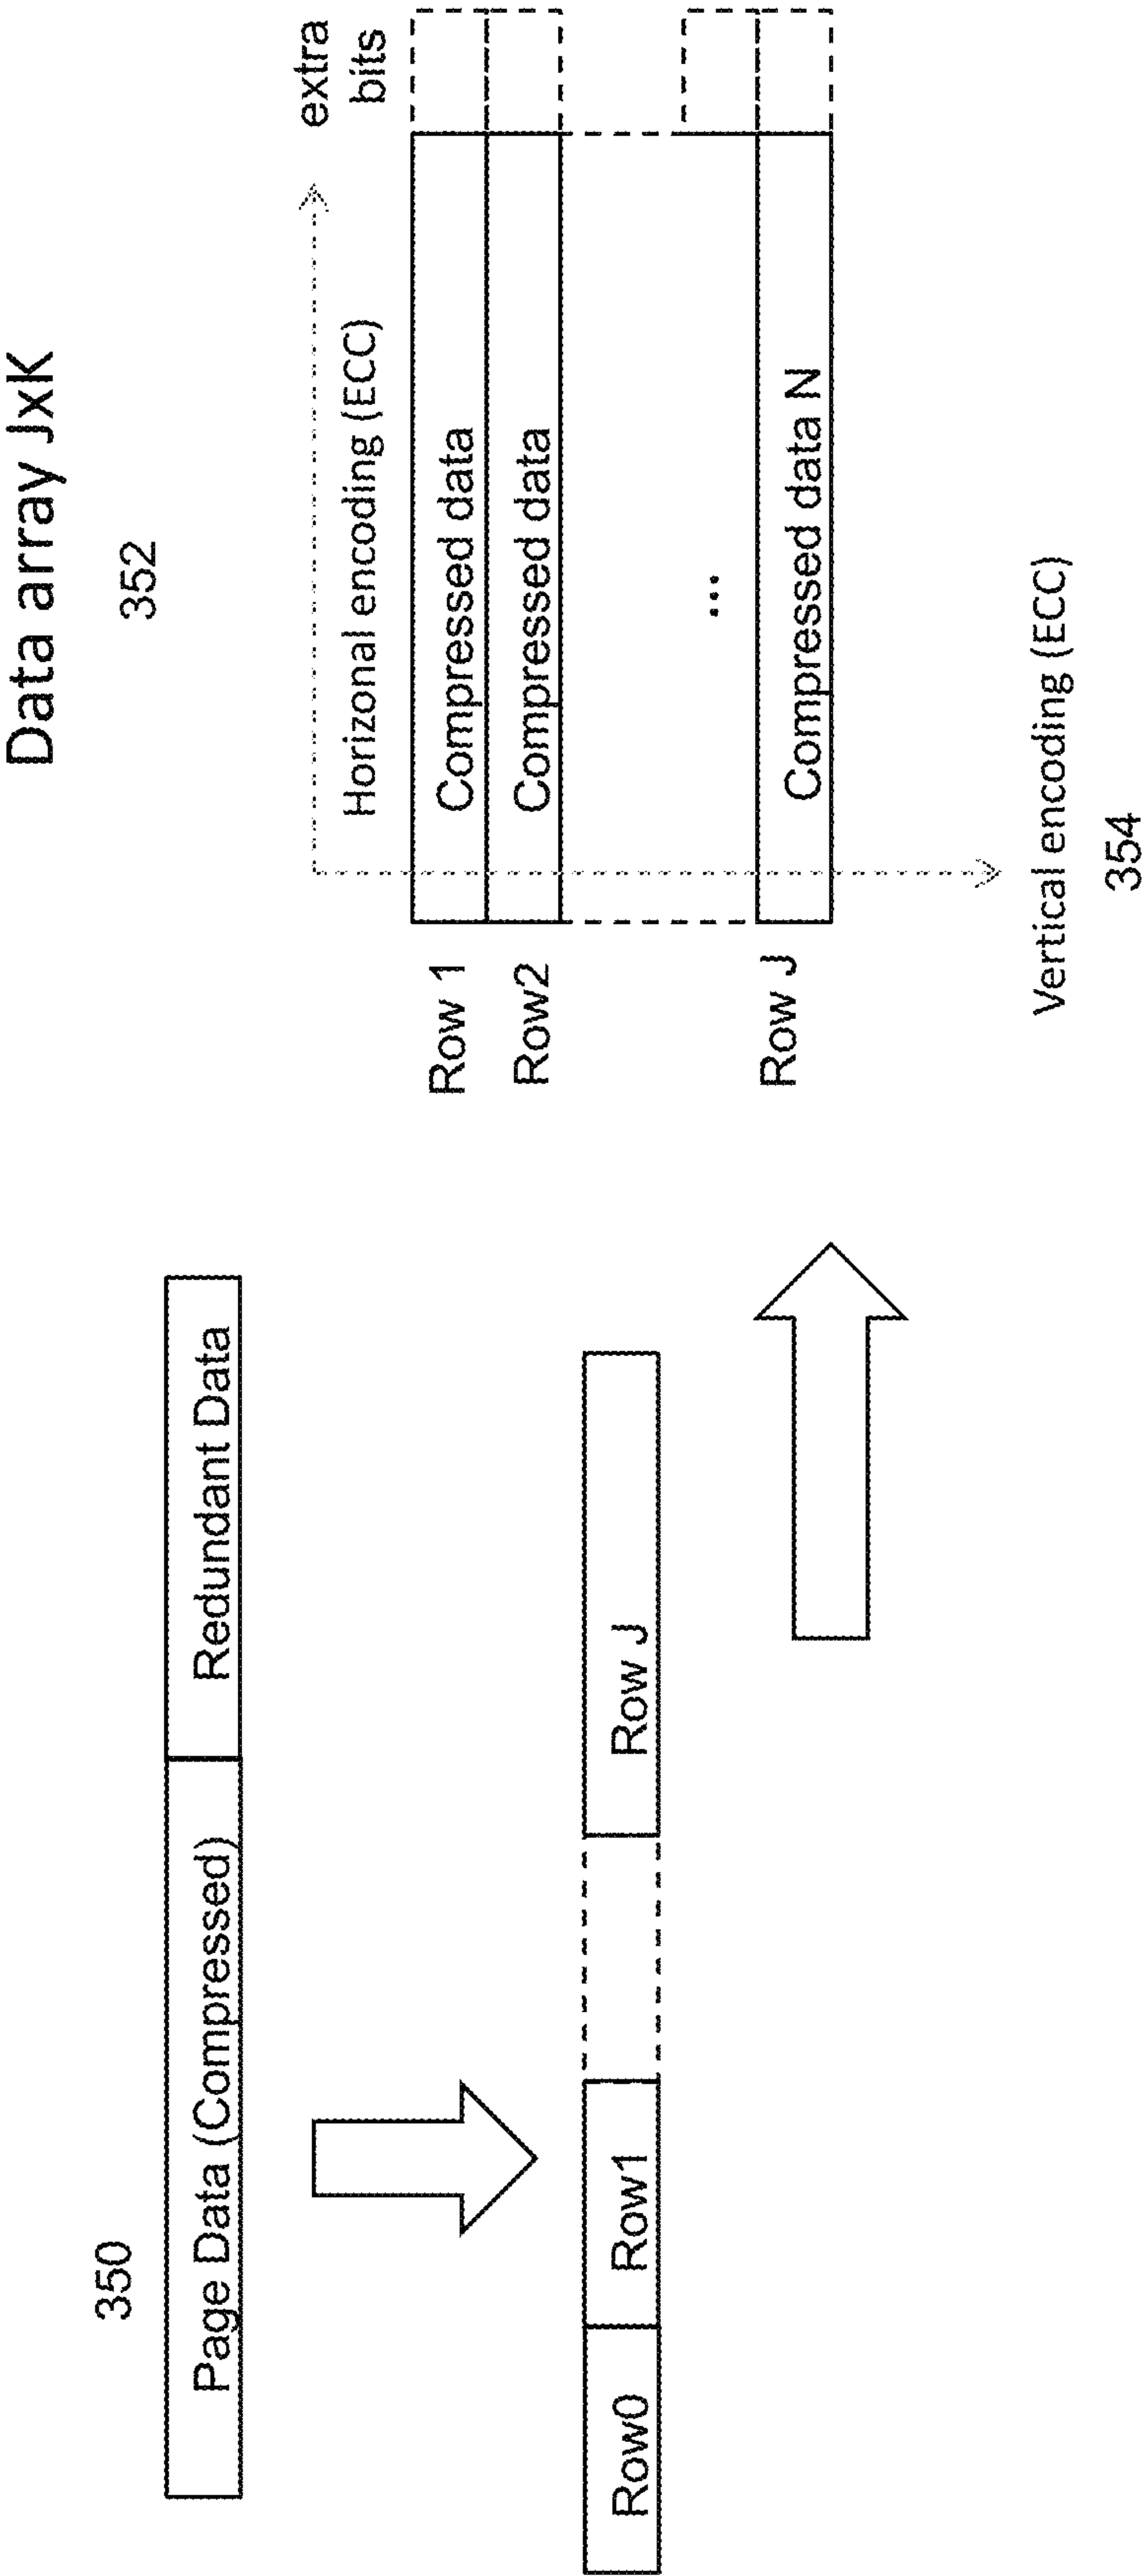 350
Page Data (Compressed)
Redundant Data
Row0
Row1
Row J
Data array JxK
352
extra
bits
Horizonal encoding (ECC)
Row 1
Compressed data
Row2
Compressed data
...
Row J
Compressed data N
Vertical encoding (ECC)
354